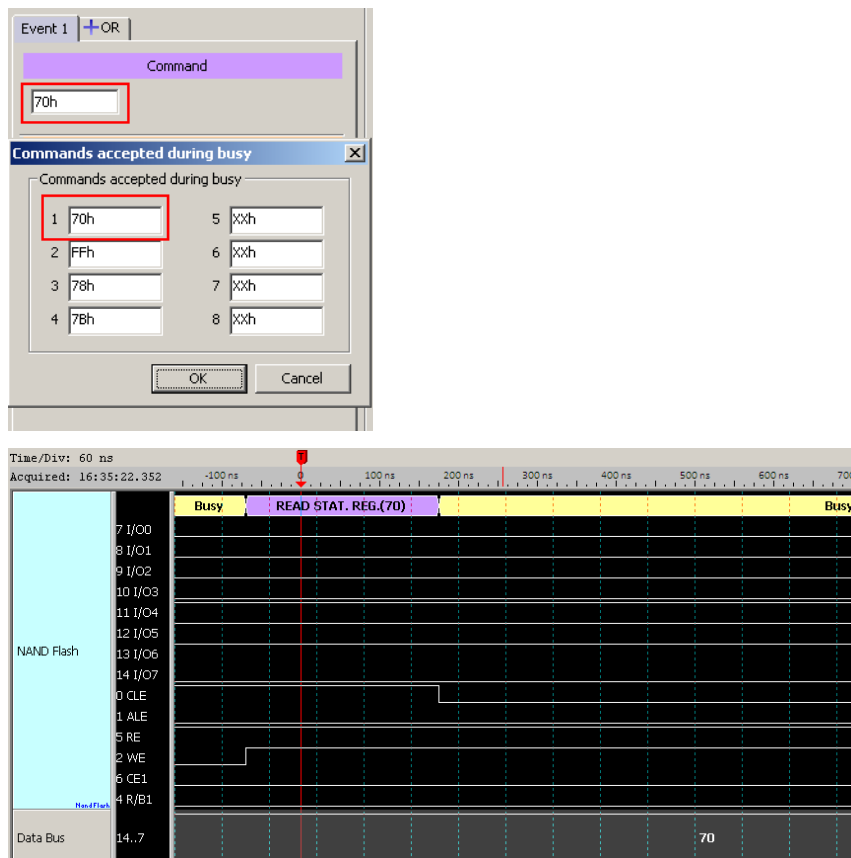 Event 1 +OR
Command
70h
Commands accepted during busy X
Commands accepted during busy
1 70h 5 XXh
2 FFh 6 XXh
3 78h 7 XXh
4 7Bh 8 XXh
OK Cancel
Time/Div: 60 ns
Acquired: 16:35:22.352 -100 ns 0 100 ns 200 ns 300 ns 400 ns 500 ns 600 ns 700
Busy READ STAT. REG.(70) Busy
7 I/O0
8 I/O1
9 I/O2
10 I/O3
11 I/O4
12 I/O5
NAND Flash 13 I/O6
14 I/O7
0 CLE
1 ALE
5 RE
2 WE
6 CE1
NandFlash 4 R/B1
Data Bus 14..7 70